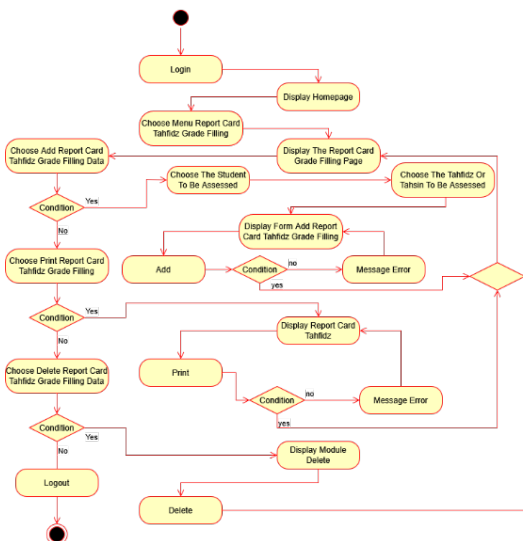 Login
Display Homepage
Choose Menu Report Card
Tahfidz Grade Filling
Display The Report Card
Grade Filling Page
Choose Add Report Card
Tahfidz Grade Filling Data
Choose The Student
To Be Assessed
Choose The Tahfidz Or
Tahsin To Be Assessed
Condition
Yes
No
Display Form Add Report
Card Tahfidz Grade Filling
Choose Print Report Card
Tahfidz Grade Filling
Add
Condition
no
yes
Message Error
Condition
Yes
No
Display Report Card
Tahfidz
Choose Delete Report Card
Tahfidz Grade Filling Data
Print
Condition
no
yes
Message Error
Condition
Yes
No
Display Module
Delete
Logout
Delete